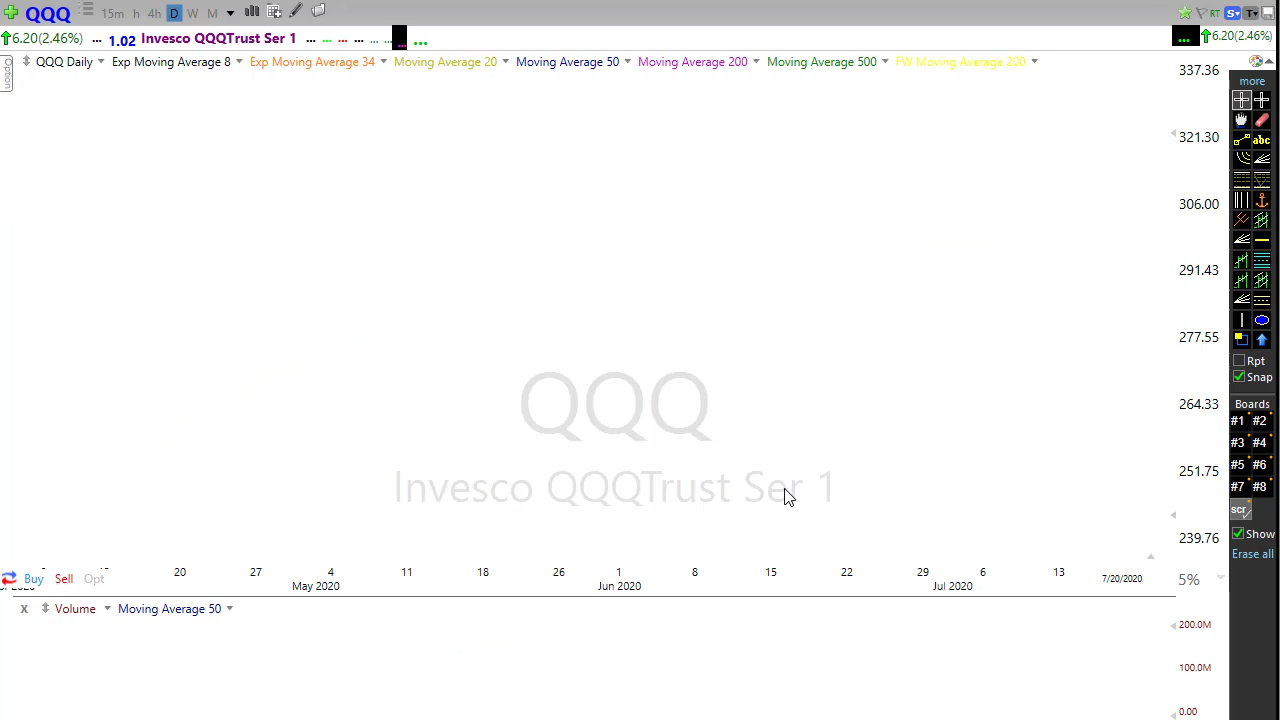 QQQ 15m h 4h D W M RT S T
6.20(2.46%) ... 1.02 Invesco QQQTrust Ser 1 ... ... ... ... ... ... ... ... ... 6.20(2.46%)
Option
QQQ Daily Exp Moving Average 8 Exp Moving Average 34 Moving Average 20 Moving Average 50 Moving Average 200 Moving Average 500 FW Moving Average 200
337.36
321.30
306.00
291.43
277.55
264.33
251.75
239.76
more
abc
Rpt
Snap
Boards
#1 #2
#3 #4
#5 #6
#7 #8
scr
Show
Erase all
QQQ
Invesco QQQTrust Ser 1
20 27 4 11 18 26 1 8 15 22 29 6 13 7/20/2020
May 2020 Jun 2020 Jul 2020
Buy Sell Opt
5%
X Volume Moving Average 50
200.0M
100.0M
0.00